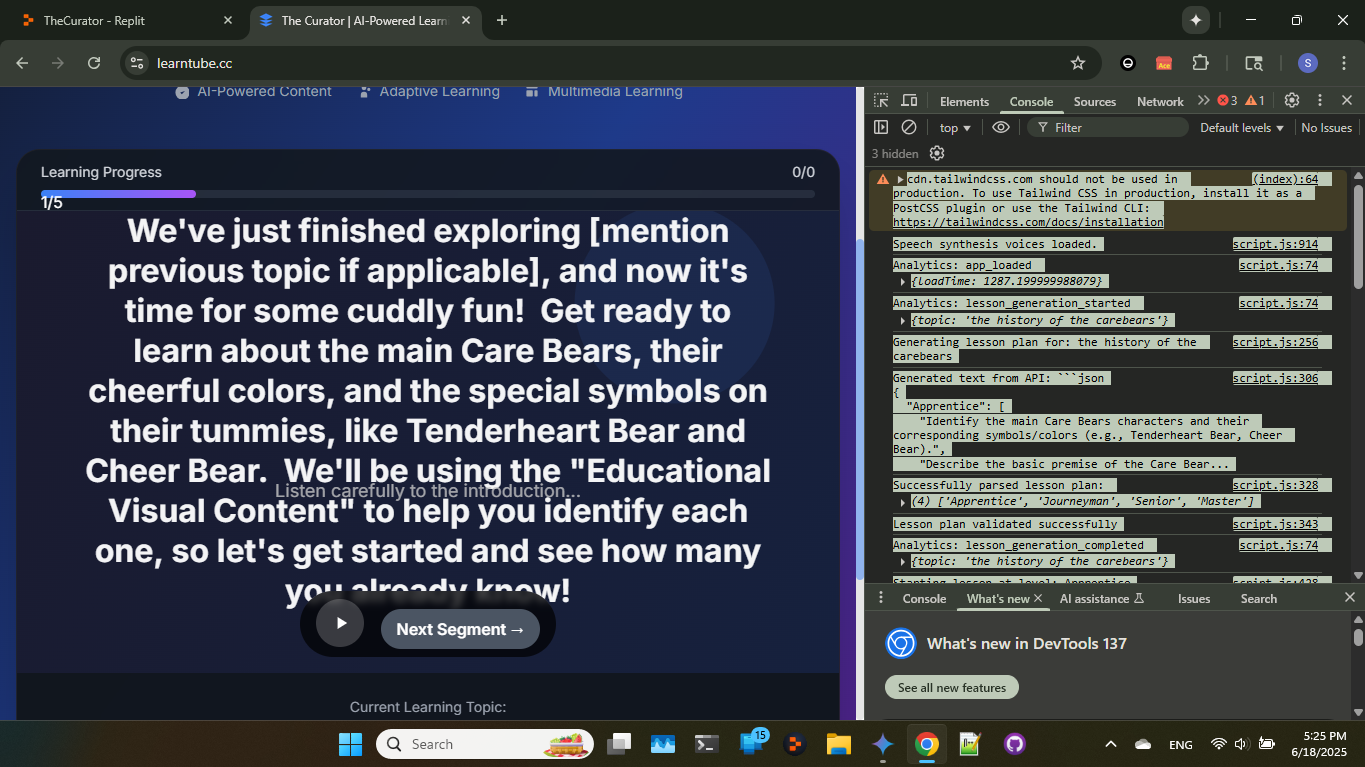 TheCurator - Replit
The Curator | AI-Powered Learn
learntube.cc
Ace
S
AI-Powered Content
Adaptive Learning
Multimedia Learning
Learning Progress
0/0
1/5
We've just finished exploring [mention
previous topic if applicable], and now it's
time for some cuddly fun! Get ready to
learn about the main Care Bears, their
cheerful colors, and the special symbols on
their tummies, like Tenderheart Bear and
Cheer Bear. We'll be using the "Educational
Visual Content" to help you identify each
one, so let's get started and see how many
you already know!
Listen carefully to the introduction...
Next Segment →
Current Learning Topic:
Elements
Console
Sources
Network
3
1
top
Filter
Default levels
No Issues
3 hidden
cdn.tailwindcss.com should not be used in (index):64
production. To use Tailwind CSS in production, install it as a
PostCSS plugin or use the Tailwind CLI:
https://tailwindcss.com/docs/installation
Speech synthesis voices loaded. script.js:914
Analytics: app_loaded script.js:74
{loadTime: 1287.199999988079}
Analytics: lesson_generation_started script.js:74
{topic: 'the history of the carebears'}
Generating lesson plan for: the history of the script.js:256
carebears
Generated text from API: ```json script.js:306
{
"Apprentice": [
"Identify the main Care Bears characters and their
corresponding symbols/colors (e.g., Tenderheart Bear, Cheer
Bear).",
"Describe the basic premise of the Care Bear...
Successfully parsed lesson plan: script.js:328
(4) ['Apprentice', 'Journeyman', 'Senior', 'Master']
Lesson plan validated successfully script.js:343
Analytics: lesson_generation_completed script.js:74
{topic: 'the history of the carebears'}
Starting lesson at level: Apprentice script.js:428
Console
What's new
AI assistance
Issues
Search
What's new in DevTools 137
See all new features
Search
15
ENG
5:25 PM
6/18/2025